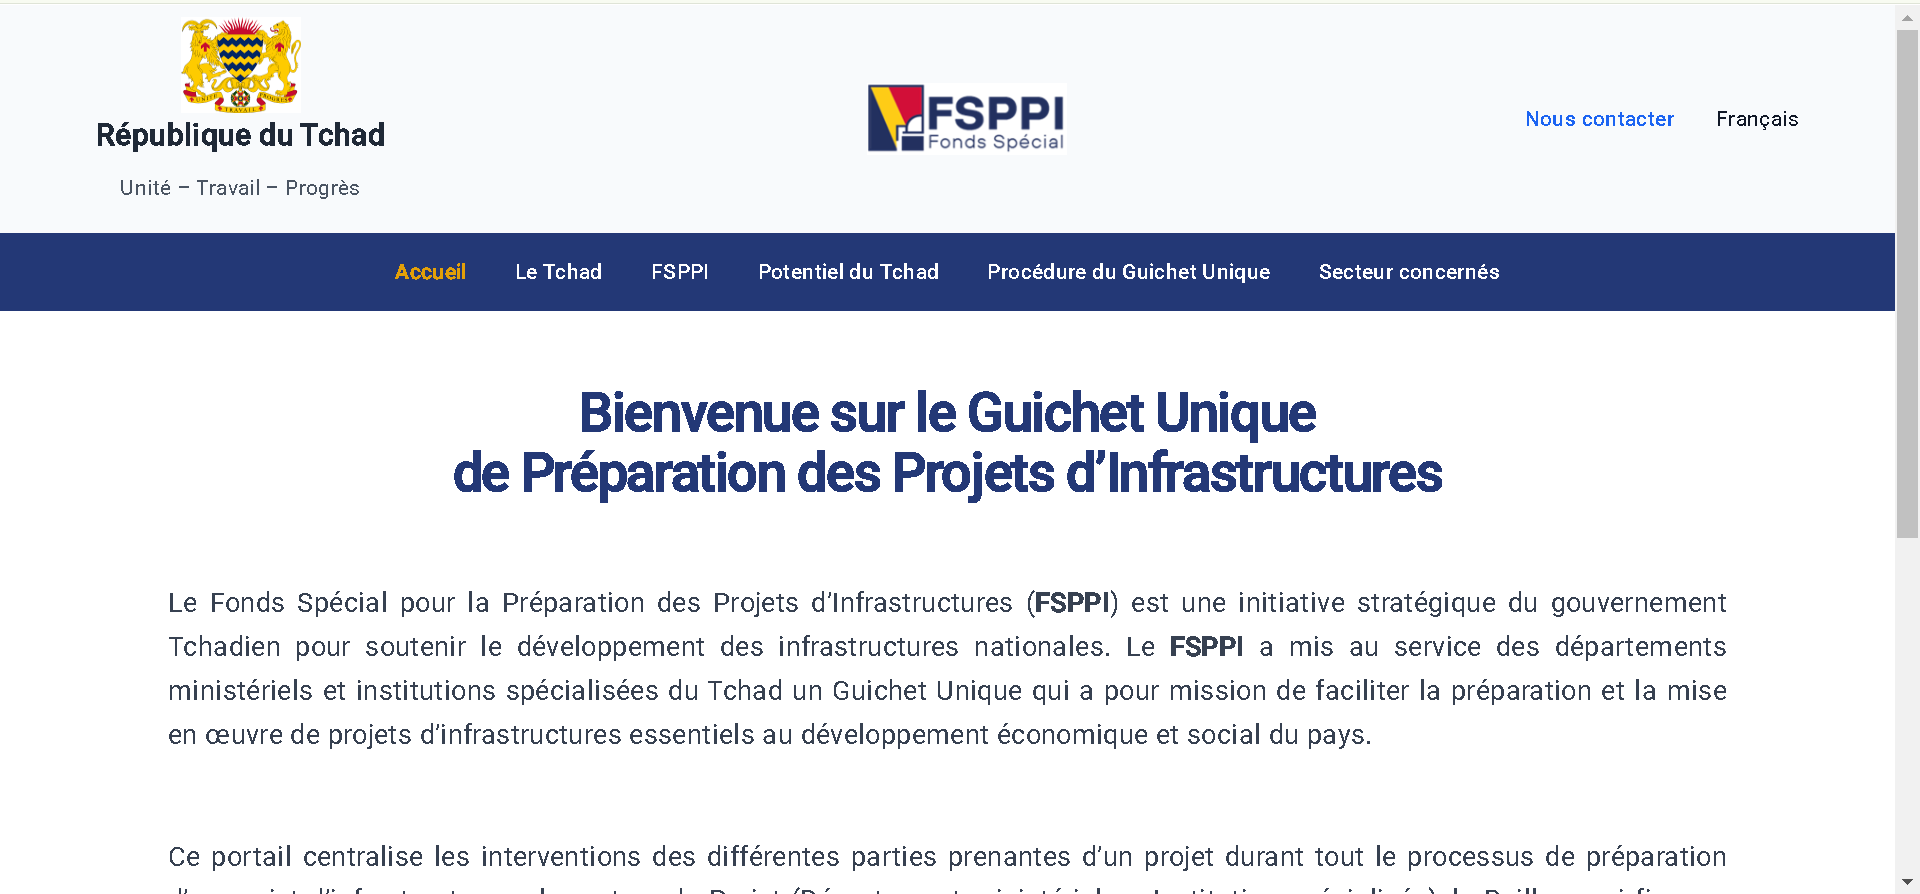 UNITÉ TRAVAIL PROGRÈS
République du Tchad
Unité – Travail – Progrès
FSPPI
Fonds Spécial
Nous contacter Français
Accueil Le Tchad FSPPI Potentiel du Tchad Procédure du Guichet Unique Secteur concernés
Bienvenue sur le Guichet Unique
de Préparation des Projets d’Infrastructures
Le Fonds Spécial pour la Préparation des Projets d’Infrastructures (FSPPI) est une initiative stratégique du gouvernement
Tchadien pour soutenir le développement des infrastructures nationales. Le FSPPI a mis au service des départements
ministériels et institutions spécialisées du Tchad un Guichet Unique qui a pour mission de faciliter la préparation et la mise
en œuvre de projets d’infrastructures essentiels au développement économique et social du pays.
Ce portail centralise les interventions des différentes parties prenantes d’un projet durant tout le processus de préparation